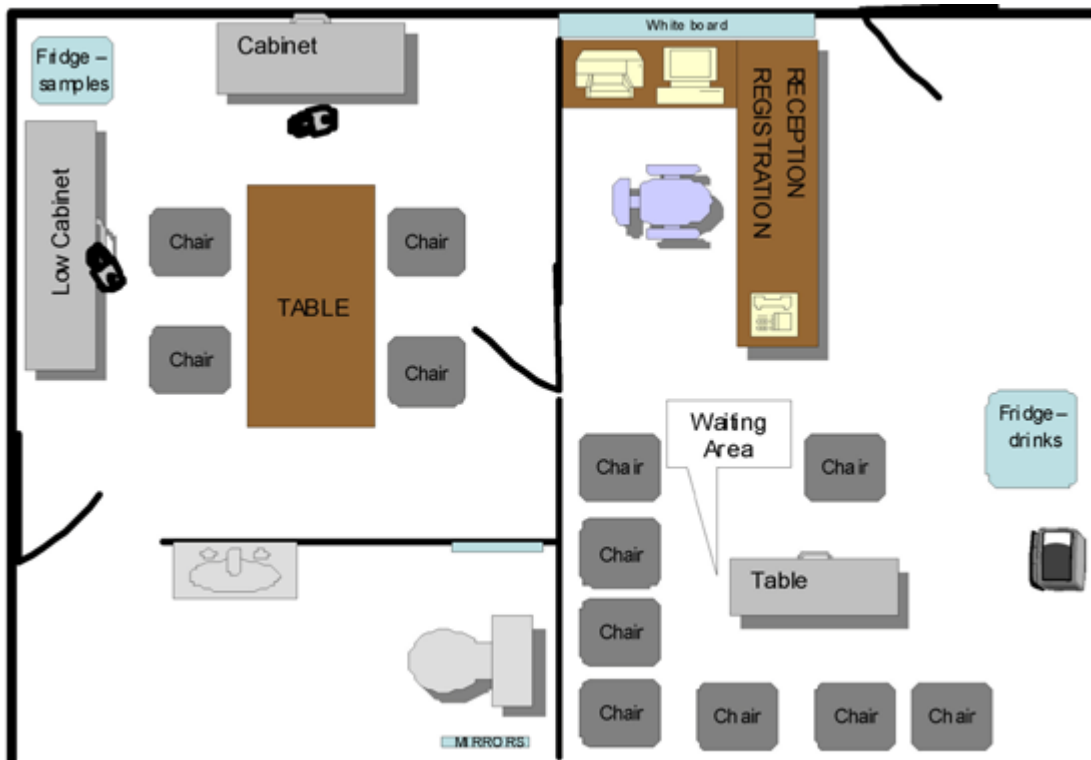 White board
Cabinet
Fridge –
samples
RECEPTION
REGISTRATION
Low Cabinet
Chair
Chair
TABLE
Chair
Chair
Waiting
Area
Fridge –
drinks
Chair
Chair
Chair
Table
Chair
Chair
Chair
Chair
Chair
MIRRORS